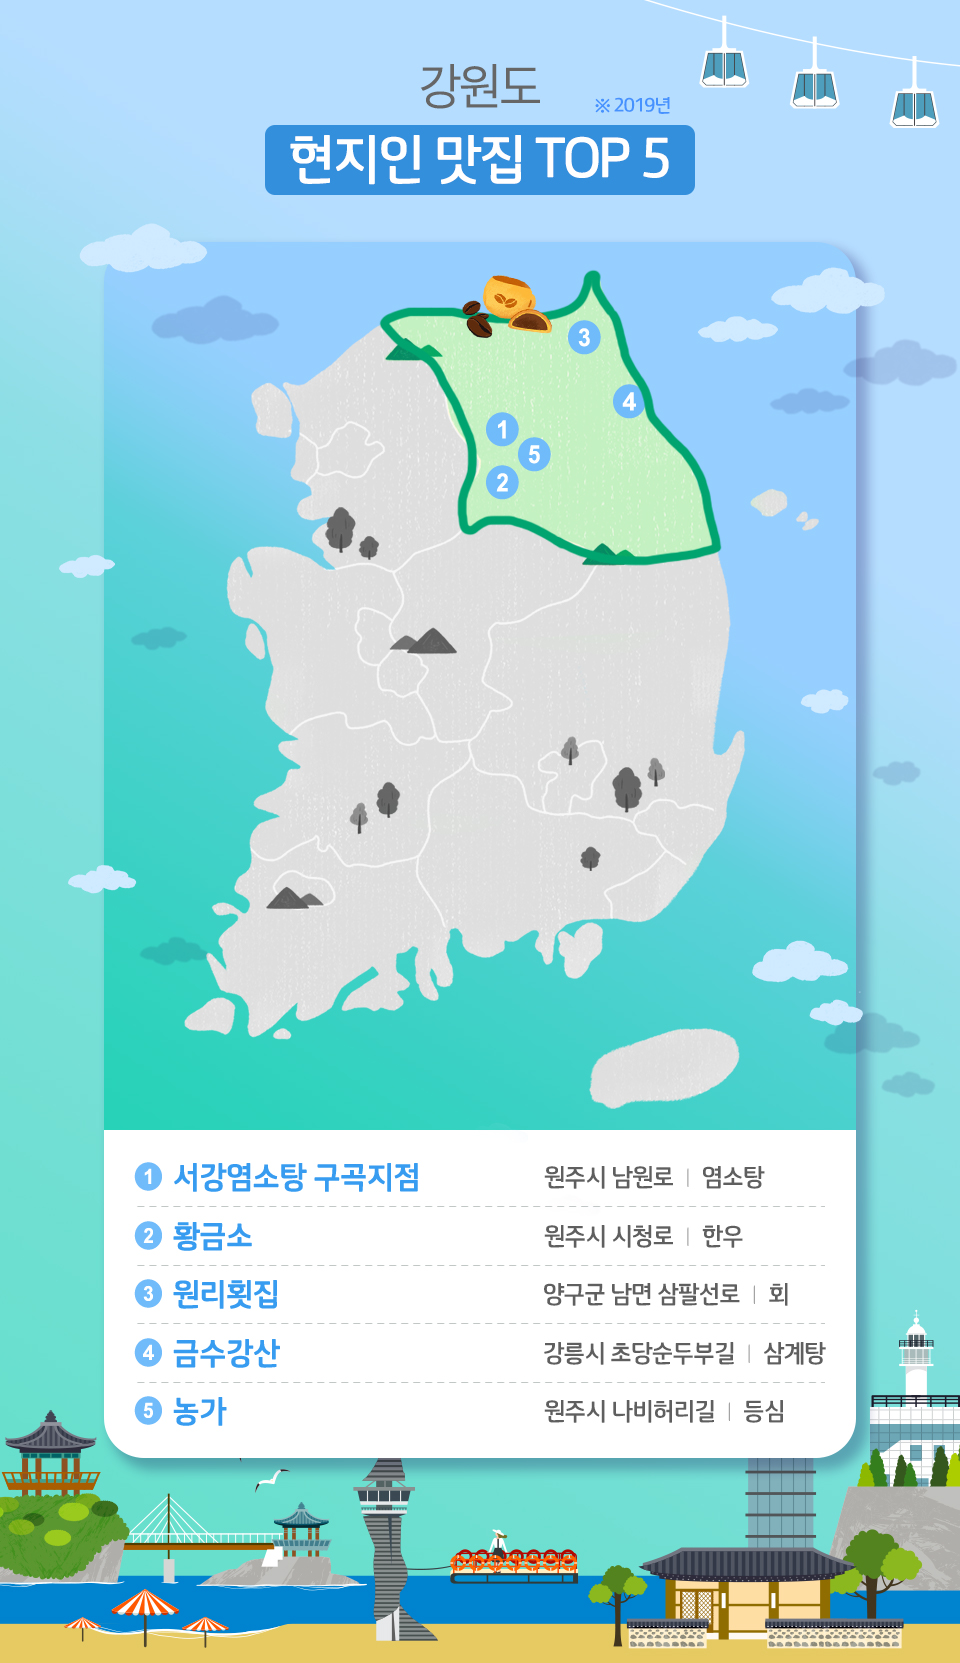 강원도
※ 2019년
현지인 맛집 TOP 5
3
4
1
5
2
1 서강염소탕 구곡지점 원주시 남원로 | 염소탕
2 황금소 원주시 시청로 | 한우
3 원리횟집 양구군 남면 삼팔선로 | 회
4 금수강산 강릉시 초당순두부길 | 삼계탕
5 농가 원주시 나비허리길 | 등심